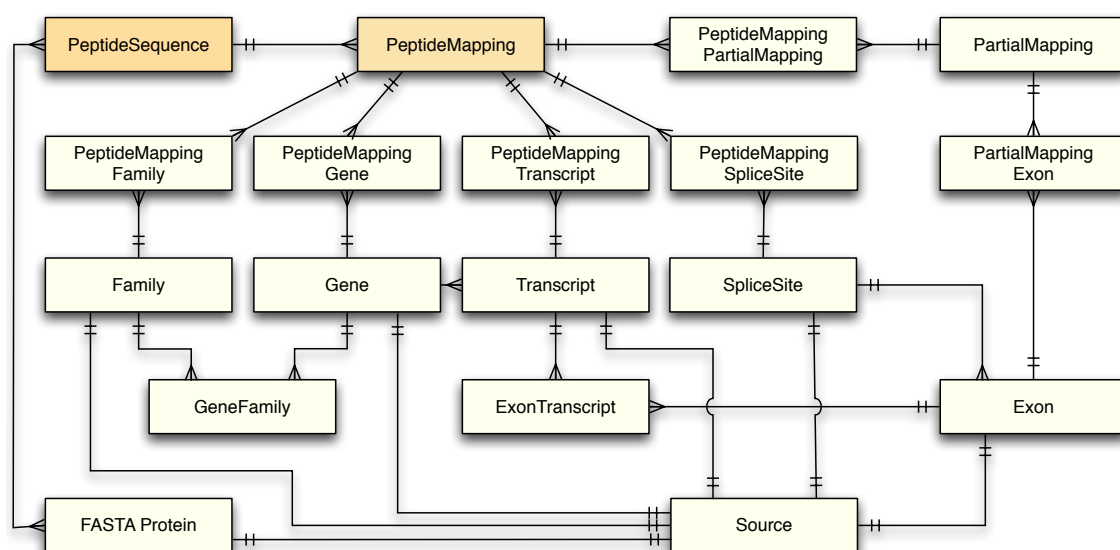 PeptideSequence
PeptideMapping
PeptideMapping
PartialMapping
PartialMapping
PeptideMapping
Family
PeptideMapping
Gene
PeptideMapping
Transcript
PeptideMapping
SpliceSite
PartialMapping
Exon
Family
Gene
Transcript
SpliceSite
GeneFamily
ExonTranscript
Exon
FASTA Protein
Source